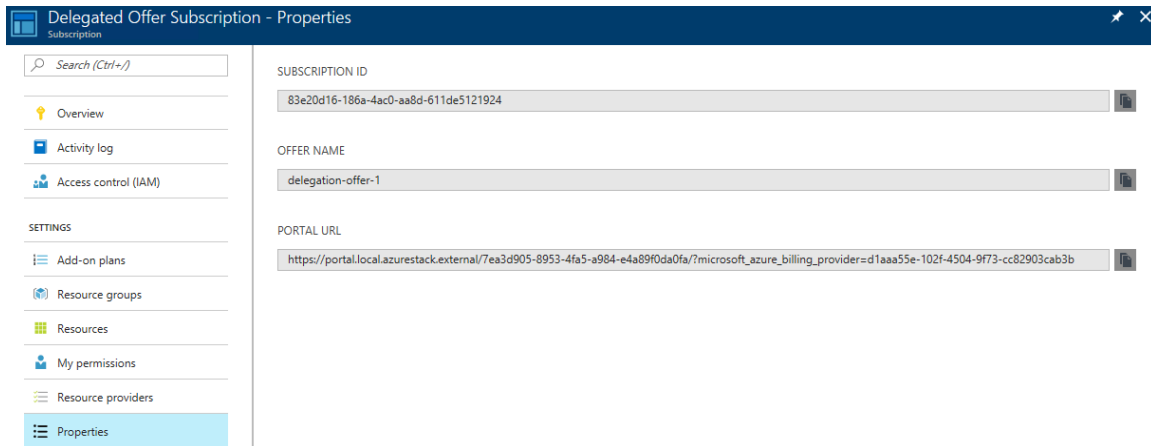 Delegated Offer Subscription - Properties
Subscription
Search (Ctrl+/)
Overview
Activity log
Access control (IAM)
SETTINGS
Add-on plans
Resource groups
Resources
My permissions
Resource providers
Properties
SUBSCRIPTION ID
83e20d16-186a-4ac0-aa8d-611de5121924
OFFER NAME
delegation-offer-1
PORTAL URL
https://portal.local.azurestack.external/7ea3d905-8953-4fa5-a984-e4a89f0da0fa/?microsoft_azure_billing_provider=d1aaa55e-102f-4504-9f73-cc82903cab3b